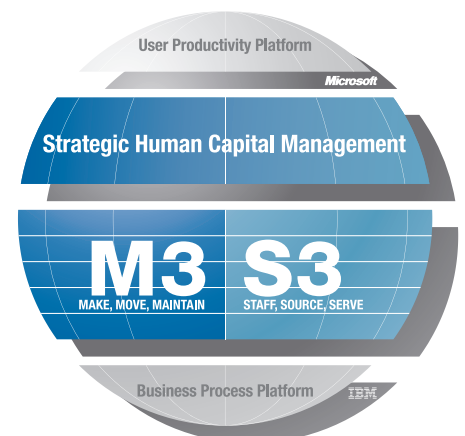 User Productivity Platform
Microsoft
Strategic Human Capital Management
M3
MAKE, MOVE, MAINTAIN
S3
STAFF, SOURCE, SERVE
Business Process Platform
IBM